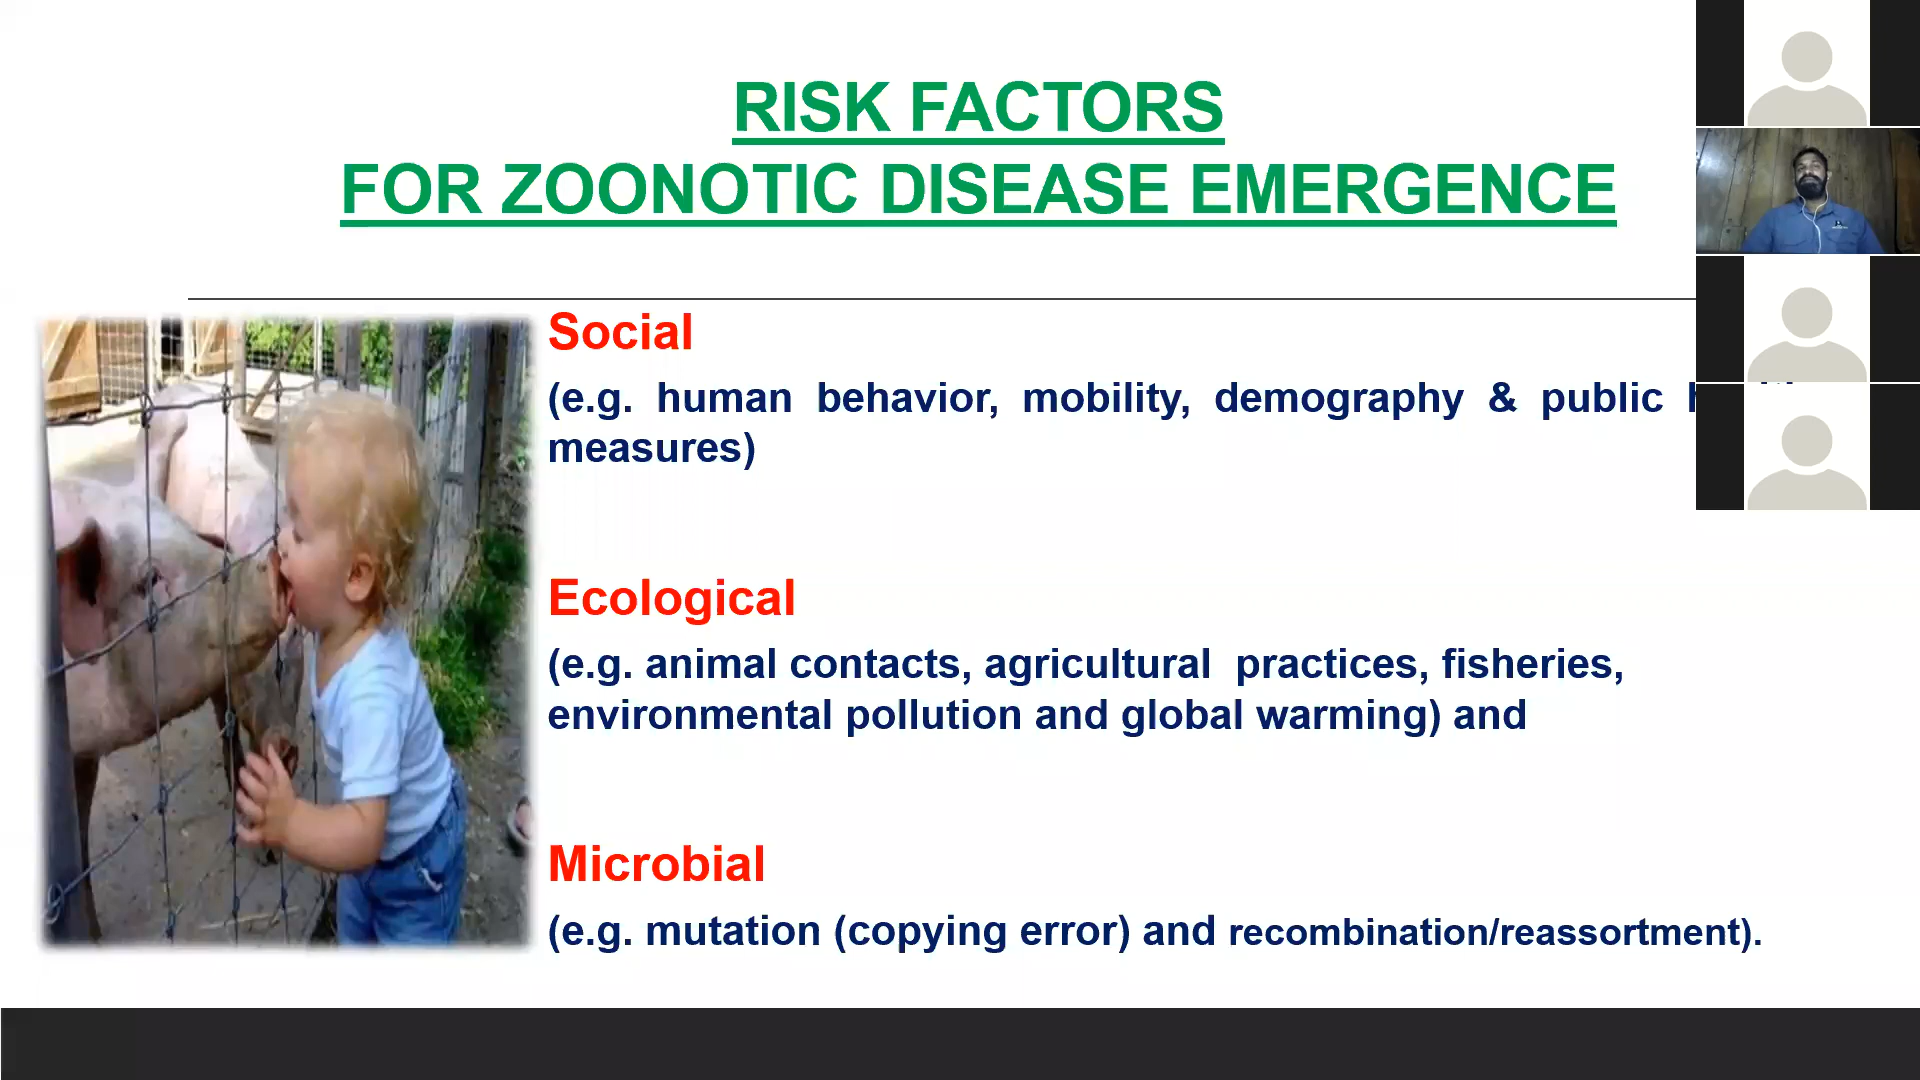 RISK FACTORS
FOR ZOONOTIC DISEASE EMERGENCE
Social
(e.g. human behavior, mobility, demography & public
measures)
Ecological
(e.g. animal contacts, agricultural practices, fisheries,
environmental pollution and global warming) and
Microbial
(e.g. mutation (copying error) and recombination/reassortment).